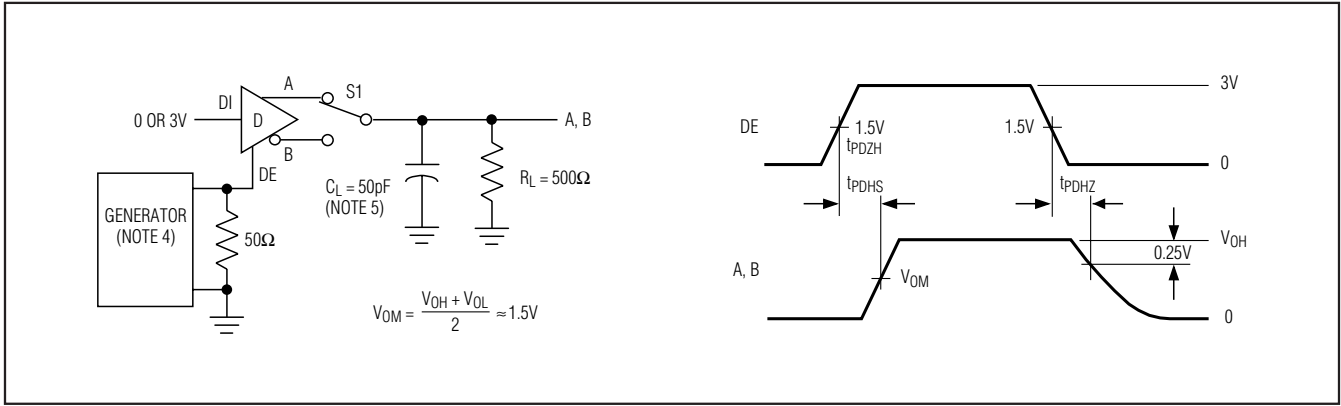 A
S1
DI
0 OR 3V
D
A, B
B
DE
C_L = 50pF
(NOTE 5)
R_L = 500Ω
GENERATOR
(NOTE 4)
50Ω
V_OM = (V_OH + V_OL) / 2 ≈ 1.5V
3V
DE
1.5V
1.5V
t_PDZH
0
t_PDHS
t_PDHZ
V_OH
0.25V
A, B
V_OM
0